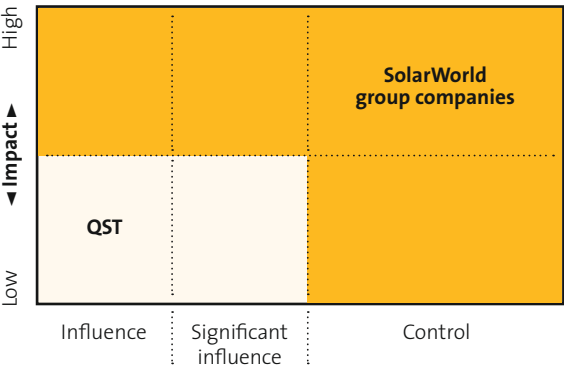 High
SolarWorld
group companies
◄ Impact ►
QST
Low
Influence
Significant
influence
Control